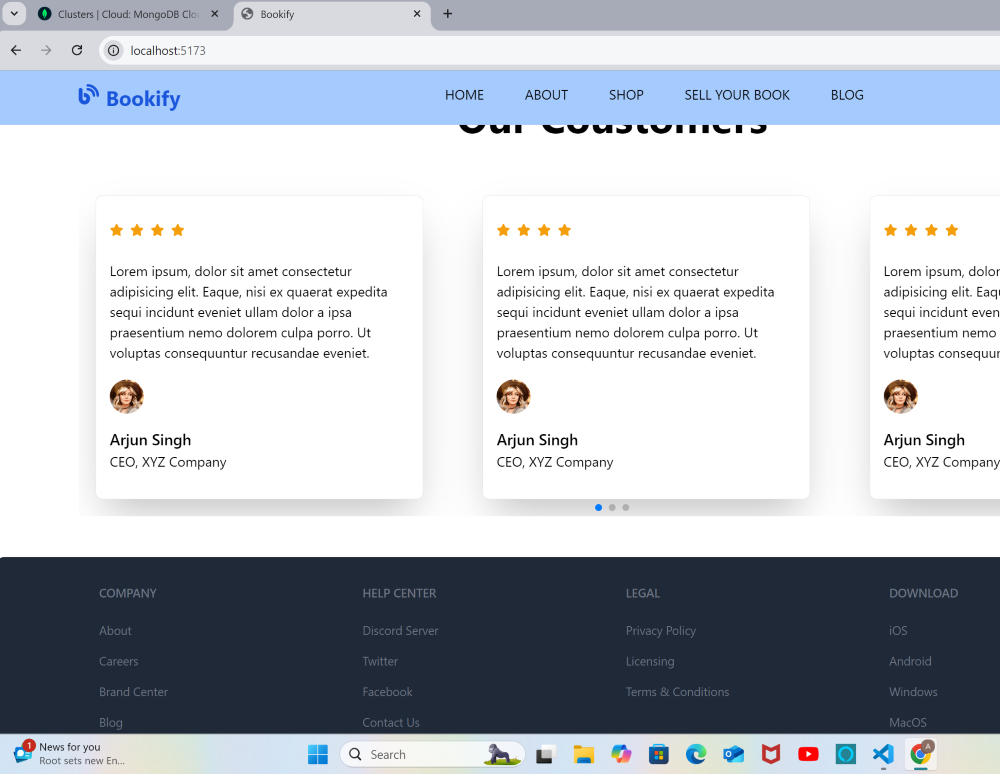 Clusters | Cloud: MongoDB Clo
Bookify
localhost:5173
Bookify
HOME
ABOUT
SHOP
SELL YOUR BOOK
BLOG
Our Coustomers
Lorem ipsum, dolor sit amet consectetur
adipisicing elit. Eaque, nisi ex quaerat expedita
sequi incidunt eveniet ullam dolor a ipsa
praesentium nemo dolorem culpa porro. Ut
voluptas consequuntur recusandae eveniet.
Arjun Singh
CEO, XYZ Company
Lorem ipsum, dolor sit amet consectetur
adipisicing elit. Eaque, nisi ex quaerat expedita
sequi incidunt eveniet ullam dolor a ipsa
praesentium nemo dolorem culpa porro. Ut
voluptas consequuntur recusandae eveniet.
Arjun Singh
CEO, XYZ Company
Lorem ipsum, dolor
adipisicing elit. Eaqu
sequi incidunt even
praesentium nemo
voluptas consequun
Arjun Singh
CEO, XYZ Company
COMPANY
About
Careers
Brand Center
Blog
HELP CENTER
Discord Server
Twitter
Facebook
Contact Us
LEGAL
Privacy Policy
Licensing
Terms & Conditions
DOWNLOAD
iOS
Android
Windows
MacOS
1
News for you
Root sets new En...
Search
A